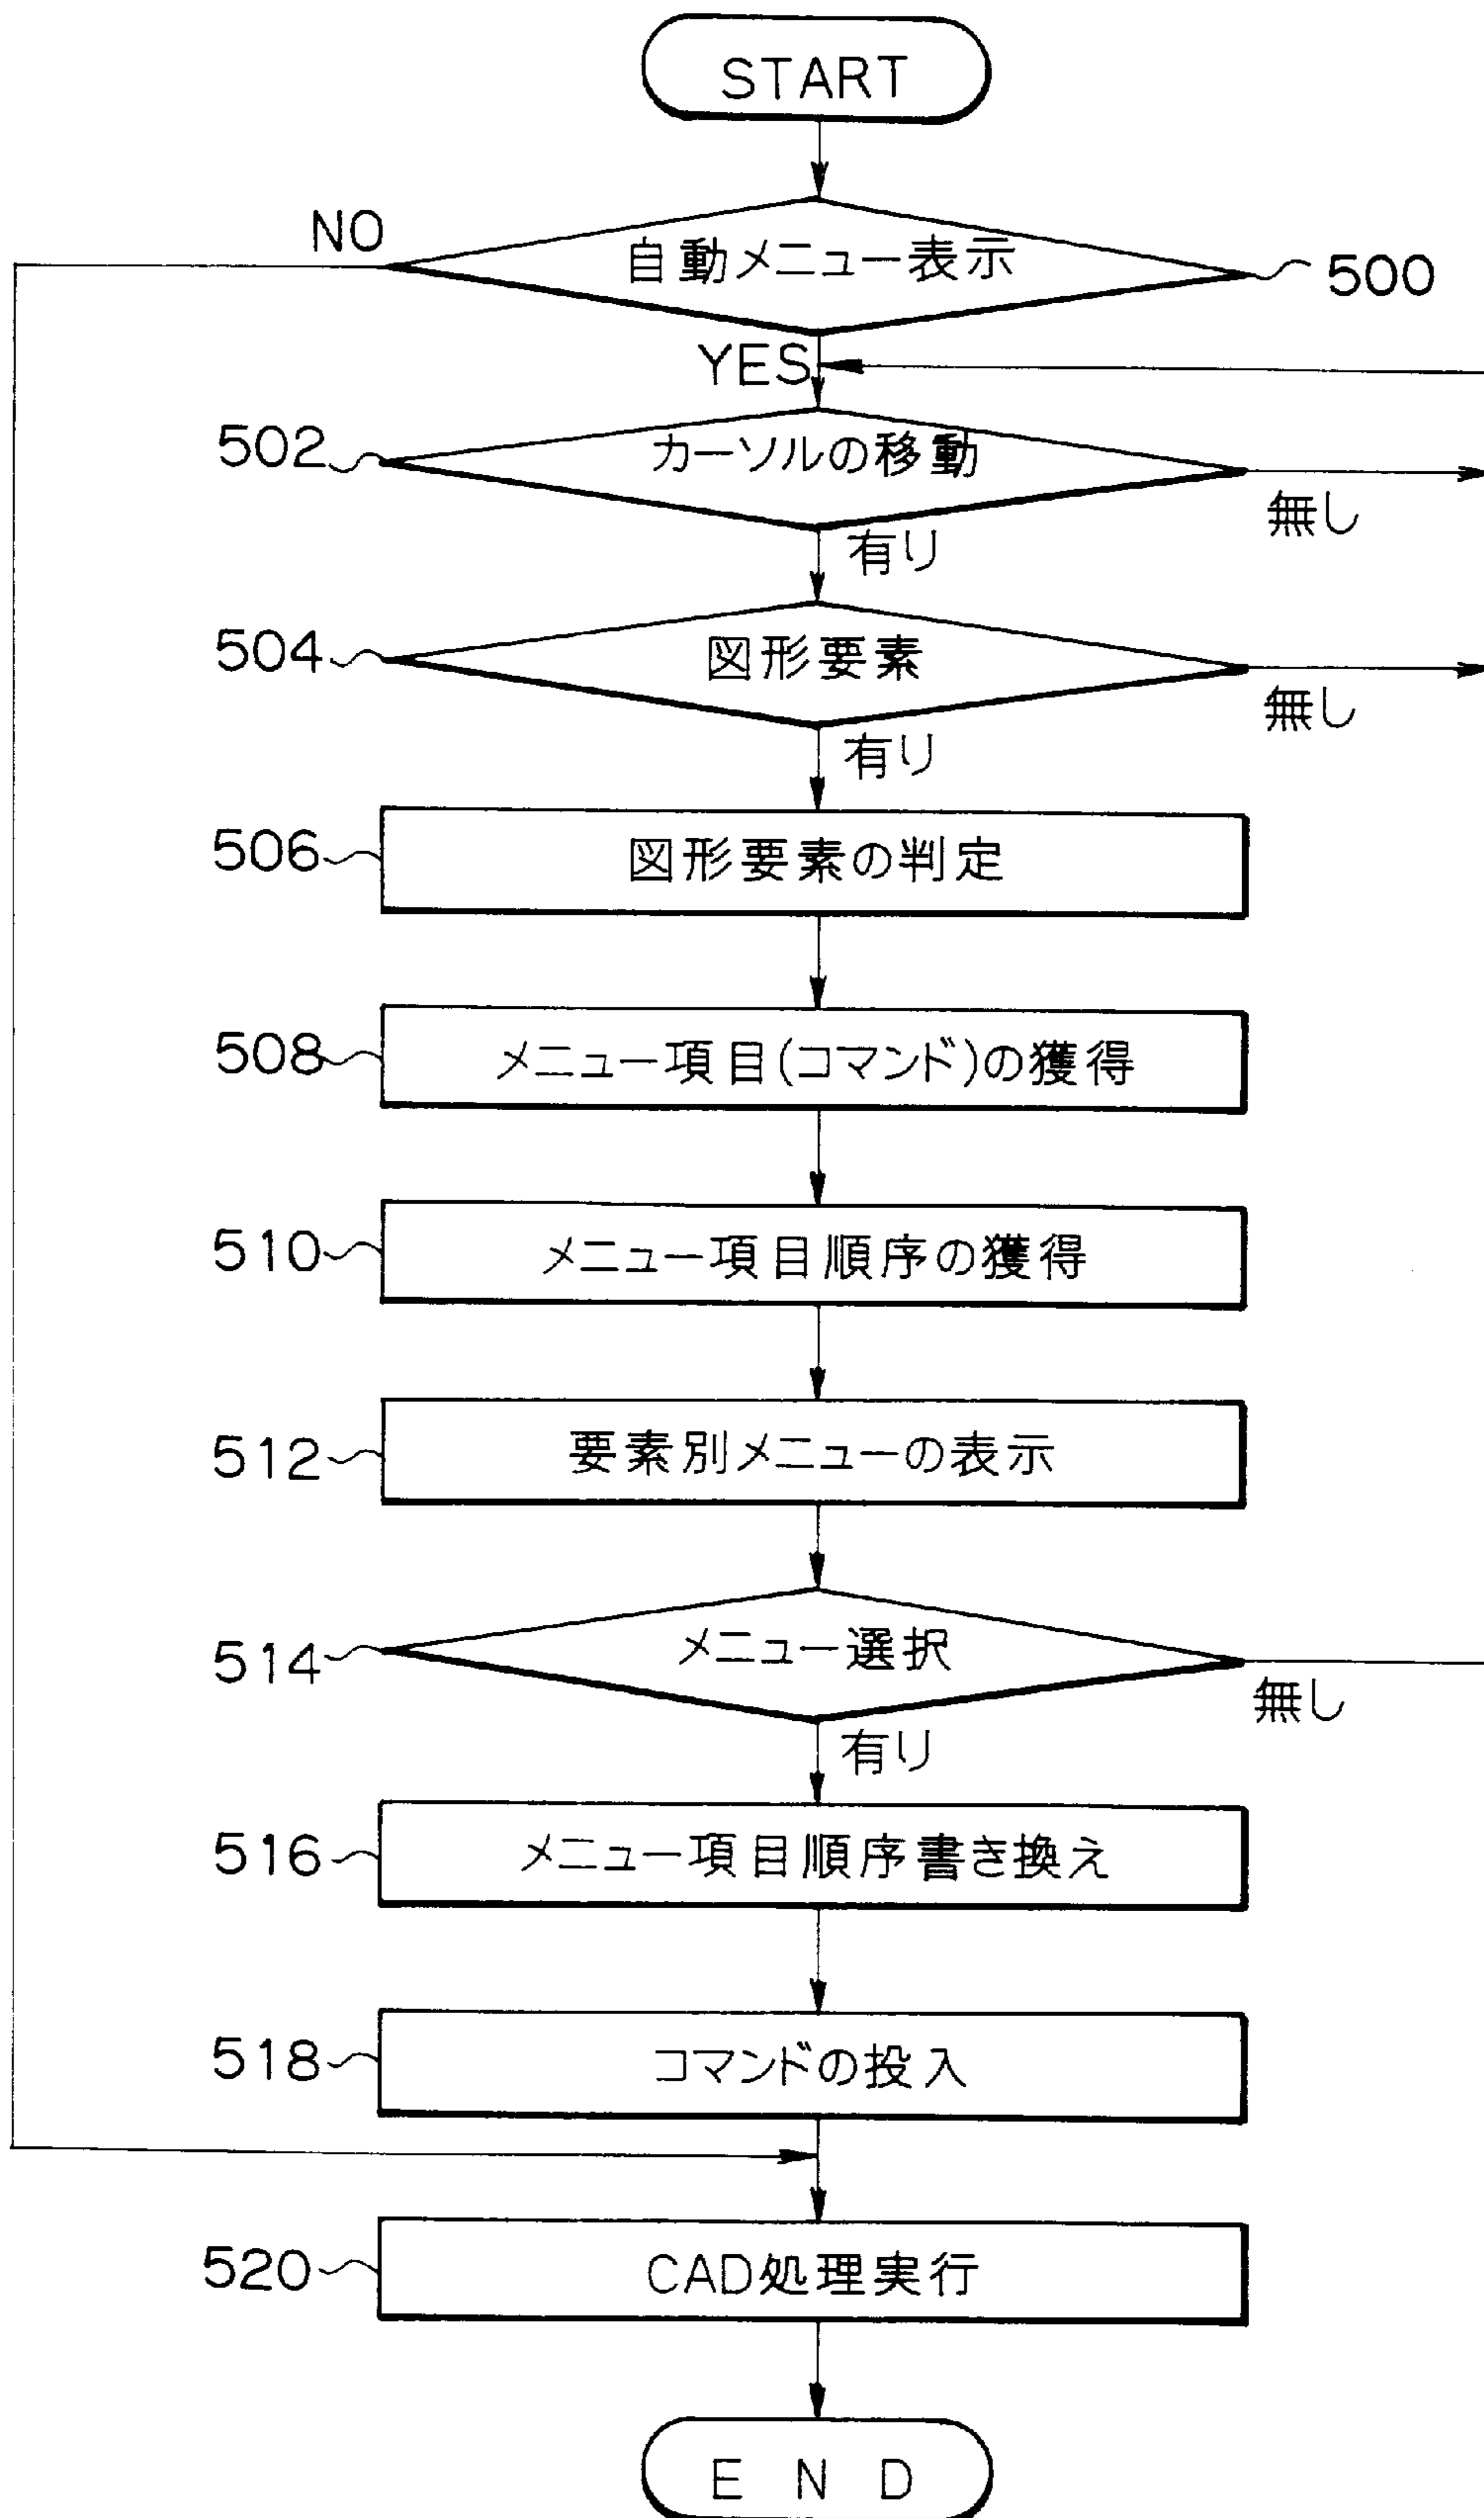 START
NO
自動メニュー表示
500
YES
502
カーソルの移動
無し
有り
504
図形要素
無し
有り
506
図形要素の判定
508
メニュー項目(コマンド)の獲得
510
メニュー項目順序の獲得
512
要素別メニューの表示
514
メニュー選択
無し
有り
516
メニュー項目順序書き換え
518
コマンドの投入
520
CAD処理実行
END